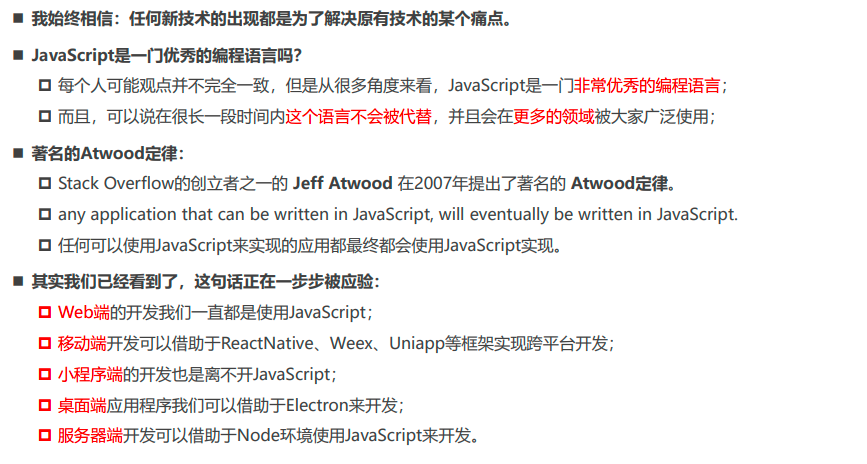 我始终相信：任何新技术的出现都是为了解决原有技术的某个痛点。
JavaScript是一门优秀的编程语言吗？
每个人可能观点并不完全一致，但是从很多角度来看，JavaScript是一门非常优秀的编程语言；
而且，可以说在很长一段时间内这个语言不会被代替，并且会在更多的领域被大家广泛使用；
著名的Atwood定律：
Stack Overflow的创立者之一的 Jeff Atwood 在2007年提出了著名的 Atwood定律。
any application that can be written in JavaScript, will eventually be written in JavaScript.
任何可以使用JavaScript来实现的应用都最终都会使用JavaScript实现。
其实我们已经看到了，这句话正在一步步被应验：
Web端的开发我们一直都是使用JavaScript；
移动端开发可以借助于ReactNative、Weex、Uniapp等框架实现跨平台开发；
小程序端的开发也是离不开JavaScript；
桌面端应用程序我们可以借助于Electron来开发；
服务器端开发可以借助于Node环境使用JavaScript来开发。